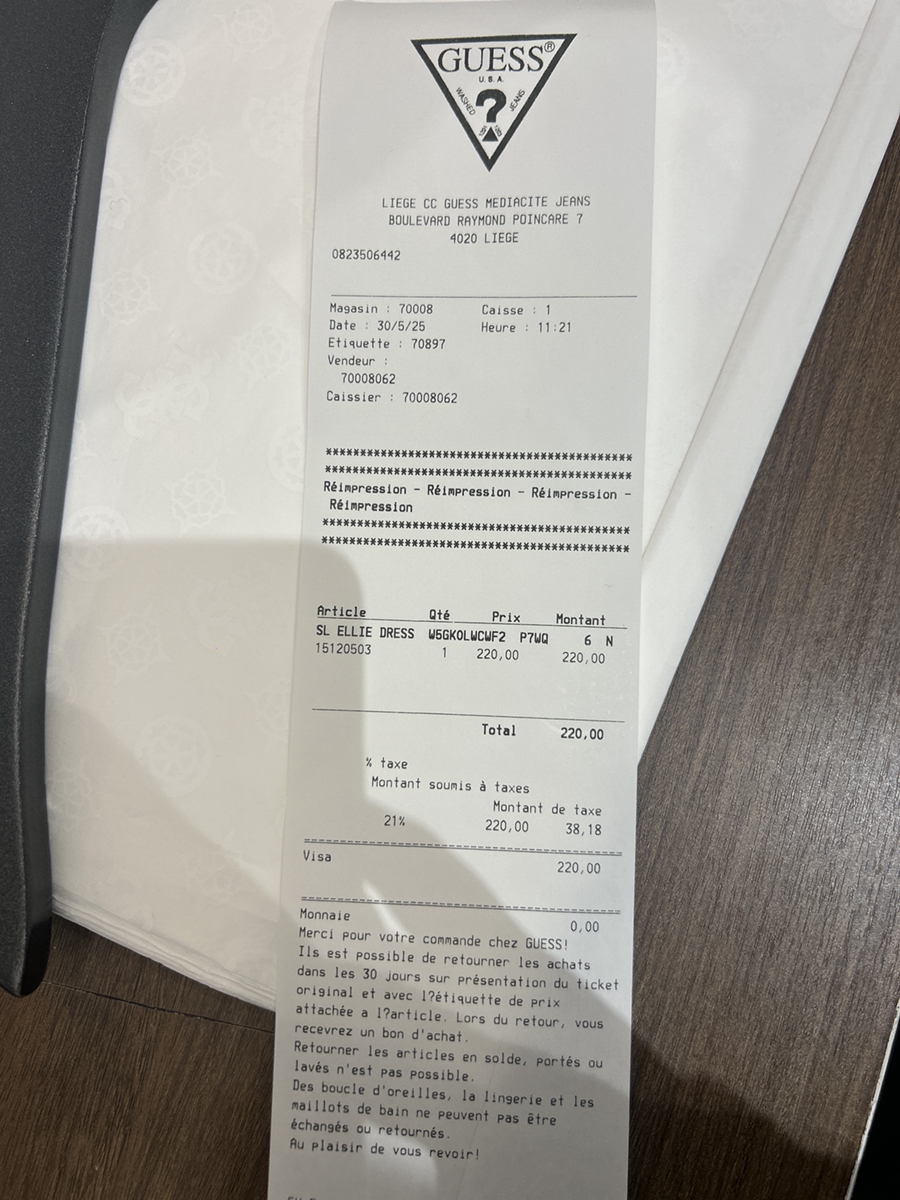 GUESS®
U.S.A.
WASHED JEANS
?
LIEGE CC GUESS MEDIACITE JEANS
BOULEVARD RAYMOND POINCARE 7
4020 LIEGE
0823506442
Magasin : 70008 Caisse : 1
Date : 30/5/25 Heure : 11:21
Etiquette : 70897
Vendeur :
70008062
Caissier : 70008062
********************************************
********************************************
Réimpression - Réimpression - Réimpression -
Réimpression
********************************************
********************************************
Article Qté Prix Montant
SL ELLIE DRESS W5GK0LWCWF2 P7WQ 6 N
15120503 1 220,00 220,00
Total 220,00
% taxe
Montant soumis à taxes
Montant de taxe
21% 220,00 38,18
Visa 220,00
Monnaie 0,00
Merci pour votre commande chez GUESS!
Ils est possible de retourner les achats
dans les 30 jours sur présentation du ticket
original et avec l?étiquette de prix
attachée a l?article. Lors du retour, vous
recevrez un bon d'achat.
Retourner les articles en solde, portés ou
lavés n'est pas possible.
Des boucle d'oreilles, la lingerie et les
maillots de bain ne peuvent pas être
échangés ou retournés.
Au plaisir de vous revoir!